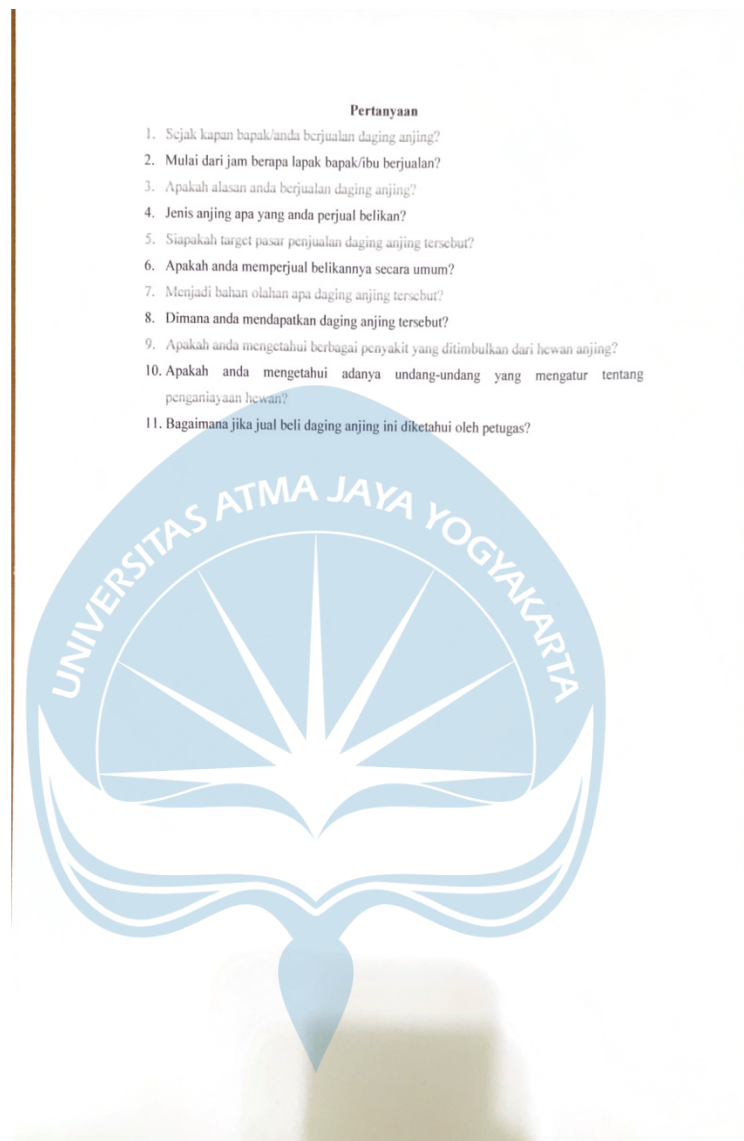 Pertanyaan
1. Sejak kapan bapak/anda berjualan daging anjing?
2. Mulai dari jam berapa lapak bapak/ibu berjualan?
3. Apakah alasan anda berjualan daging anjing?
4. Jenis anjing apa yang anda perjual belikan?
5. Siapakah target pasar penjualan daging anjing tersebut?
6. Apakah anda memperjual belikannya secara umum?
7. Menjadi bahan olahan apa daging anjing tersebut?
8. Dimana anda mendapatkan daging anjing tersebut?
9. Apakah anda mengetahui berbagai penyakit yang ditimbulkan dari hewan anjing?
10. Apakah anda mengetahui adanya undang-undang yang mengatur tentang
penganiayaan hewan?
11. Bagaimana jika jual beli daging anjing ini diketahui oleh petugas?
UNIVERSITAS ATMA JAYA YOGYAKARTA